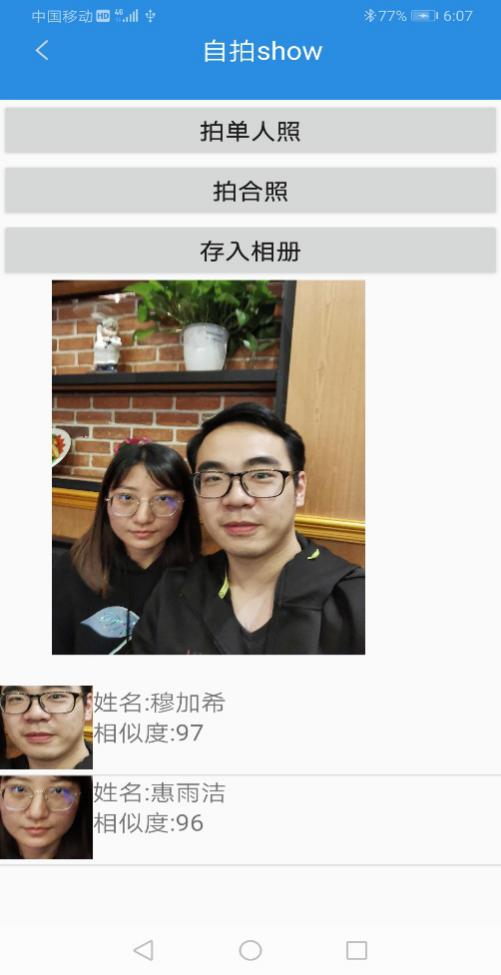 中国移动 HD 4G 77% 6:07
自拍show
拍单人照
拍合照
存入相册
姓名:穆加希
相似度:97
姓名:惠雨洁
相似度:96